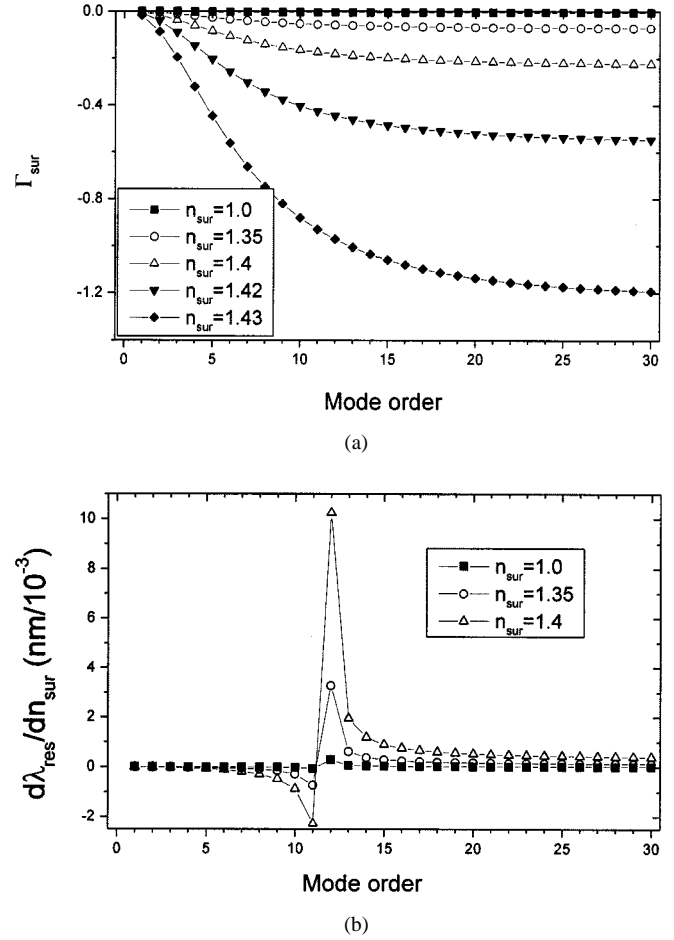 0.0
-0.4
-0.8
-1.2
Γsur
nsur=1.0
nsur=1.35
nsur=1.4
nsur=1.42
nsur=1.43
0 5 10 15 20 25 30
Mode order
(a)
10
8
6
4
2
0
-2
dλres/dnsur (nm/10-3)
nsur=1.0
nsur=1.35
nsur=1.4
0 5 10 15 20 25 30
Mode order
(b)